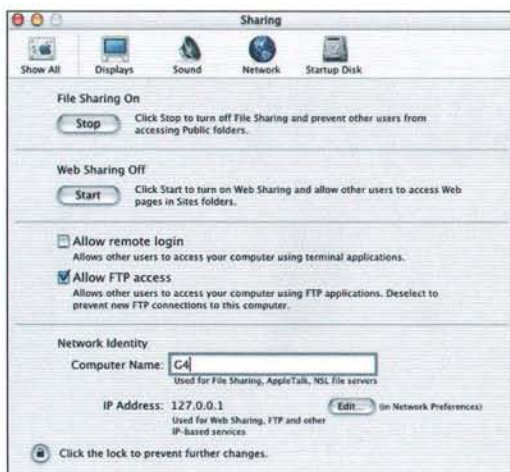 Sharing
Show All Displays Sound Network Startup Disk
File Sharing On
Stop Click Stop to turn off File Sharing and prevent other users from
accessing Public folders.
Web Sharing Off
Start Click Start to turn on Web Sharing and allow other users to access Web
pages in Sites folders.
Allow remote login
Allows other users to access your computer using terminal applications.
Allow FTP access
Allows other users to access your computer using FTP applications. Deselect to
prevent new FTP connections to this computer.
Network Identity
Computer Name: G4
Used for File Sharing, AppleTalk, NSL file servers
IP Address: 127.0.0.1 Edit... (in Network Preferences)
Used for Web Sharing, FTP and other
IP-based services
Click the lock to prevent further changes.